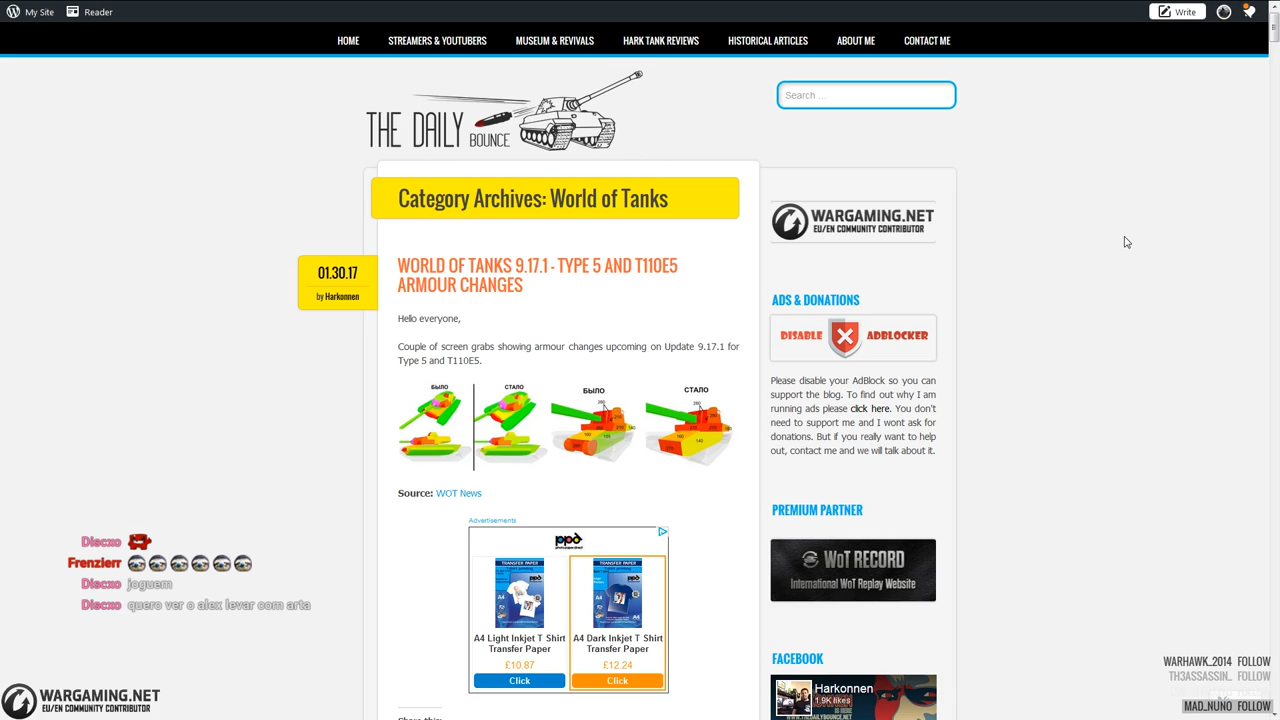 My Site Reader Write
HOME STREAMERS & YOUTUBERS MUSEUM & REVIVALS HARK TANK REVIEWS HISTORICAL ARTICLES ABOUT ME CONTACT ME
THE DAILY BOUNCE
Search ...
Category Archives: World of Tanks
01.30.17
by Harkonnen
WORLD OF TANKS 9.17.1 - TYPE 5 AND T110E5
ARMOUR CHANGES
Hello everyone,
Couple of screen grabs showing armour changes upcoming on Update 9.17.1 for
Type 5 and T110E5.
БЫЛО СТАЛО БЫЛО СТАЛО
Source: WOT News
Advertisements
ppd
A4 Light Inkjet T Shirt
Transfer Paper
£10.87
Click
A4 Dark Inkjet T Shirt
Transfer Paper
£12.24
Click
WARGAMING.NET
EU/EN COMMUNITY CONTRIBUTOR
ADS & DONATIONS
DISABLE ADBLOCKER
Please disable your AdBlock so you can
support the blog. To find out why I am
running ads please click here. You don't
need to support me and I wont ask for
donations. But if you really want to help
out, contact me and we will talk about it.
PREMIUM PARTNER
WoT RECORD
International WoT Replay Website
FACEBOOK
Harkonnen
1.9K likes
Discxo
Frenzlerr
Discxo joguem
Discxo quero ver o alex levar com arta
WARGAMING.NET
EU/EN COMMUNITY CONTRIBUTOR
WARHAWK_2014 FOLLOW
TH3ASSASSIN_ FOLLOW
MAD_NUNO FOLLOW